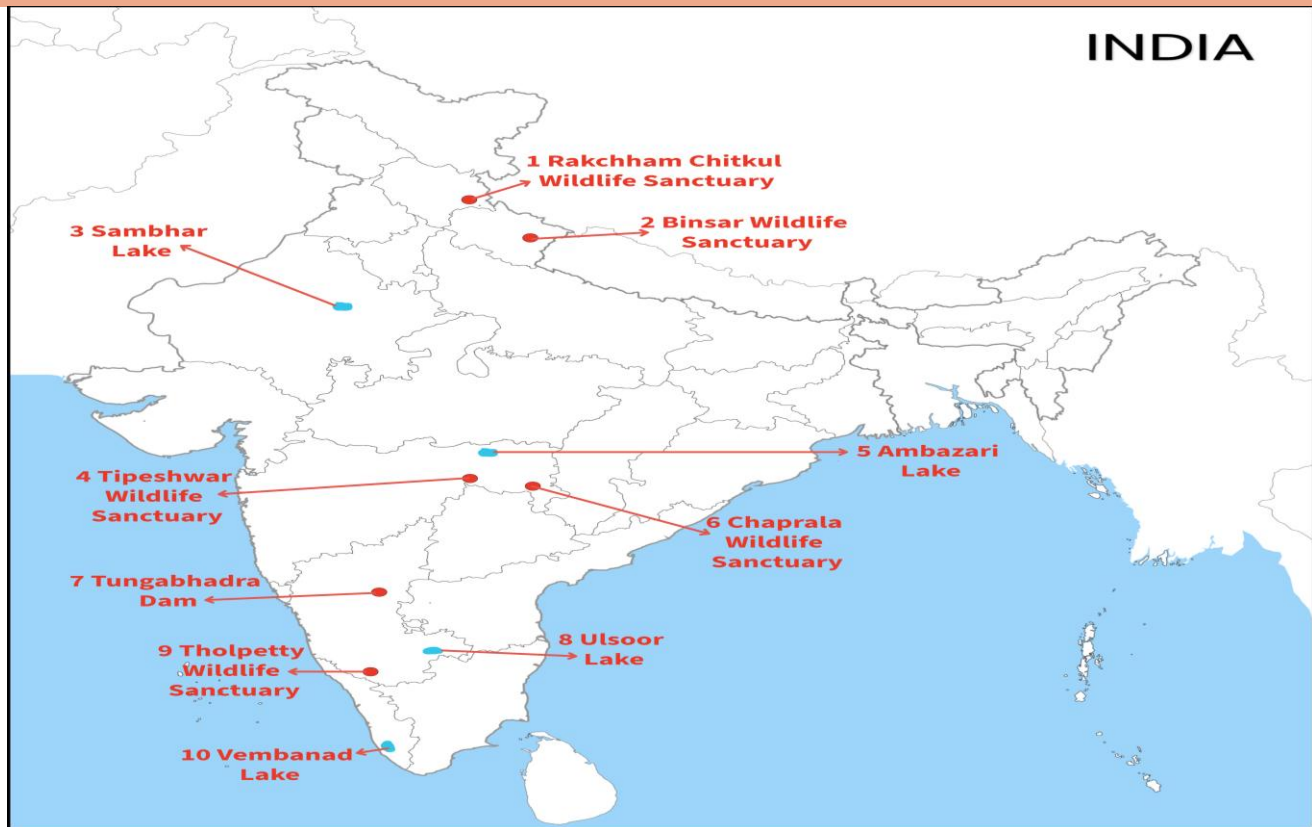 INDIA
1 Rakchham Chitkul
Wildlife Sanctuary
2 Binsar Wildlife
Sanctuary
3 Sambhar
Lake
4 Tipeshwar
Wildlife
Sanctuary
5 Ambazari
Lake
6 Chaprala
Wildlife
Sanctuary
7 Tungabhadra
Dam
8 Ulsoor
Lake
9 Tholpetty
Wildlife
Sanctuary
10 Vembanad
Lake